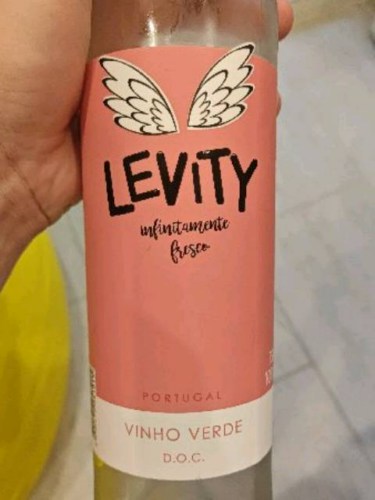 LEVITY
infinitamente
fresco
PORTUGAL
VINHO VERDE
D.O.C.